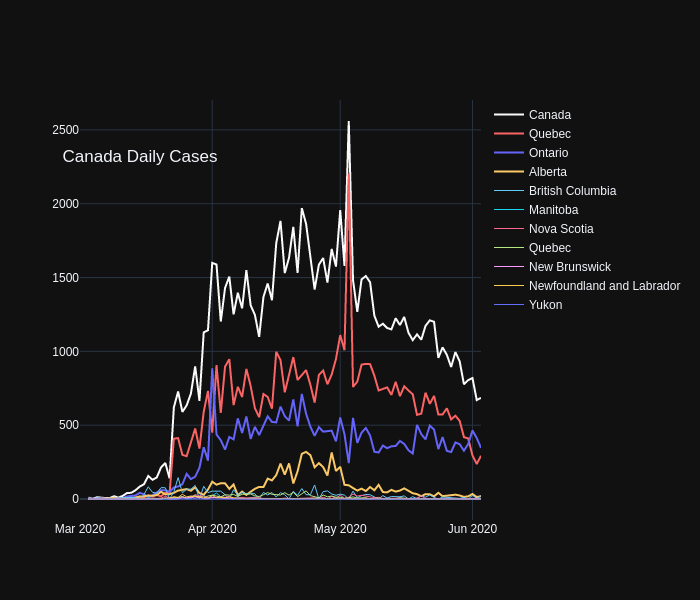 Canada Daily Cases
2500
2000
1500
1000
500
0
Mar 2020
Apr 2020
May 2020
Jun 2020
Canada
Quebec
Ontario
Alberta
British Columbia
Manitoba
Nova Scotia
Quebec
New Brunswick
Newfoundland and Labrador
Yukon